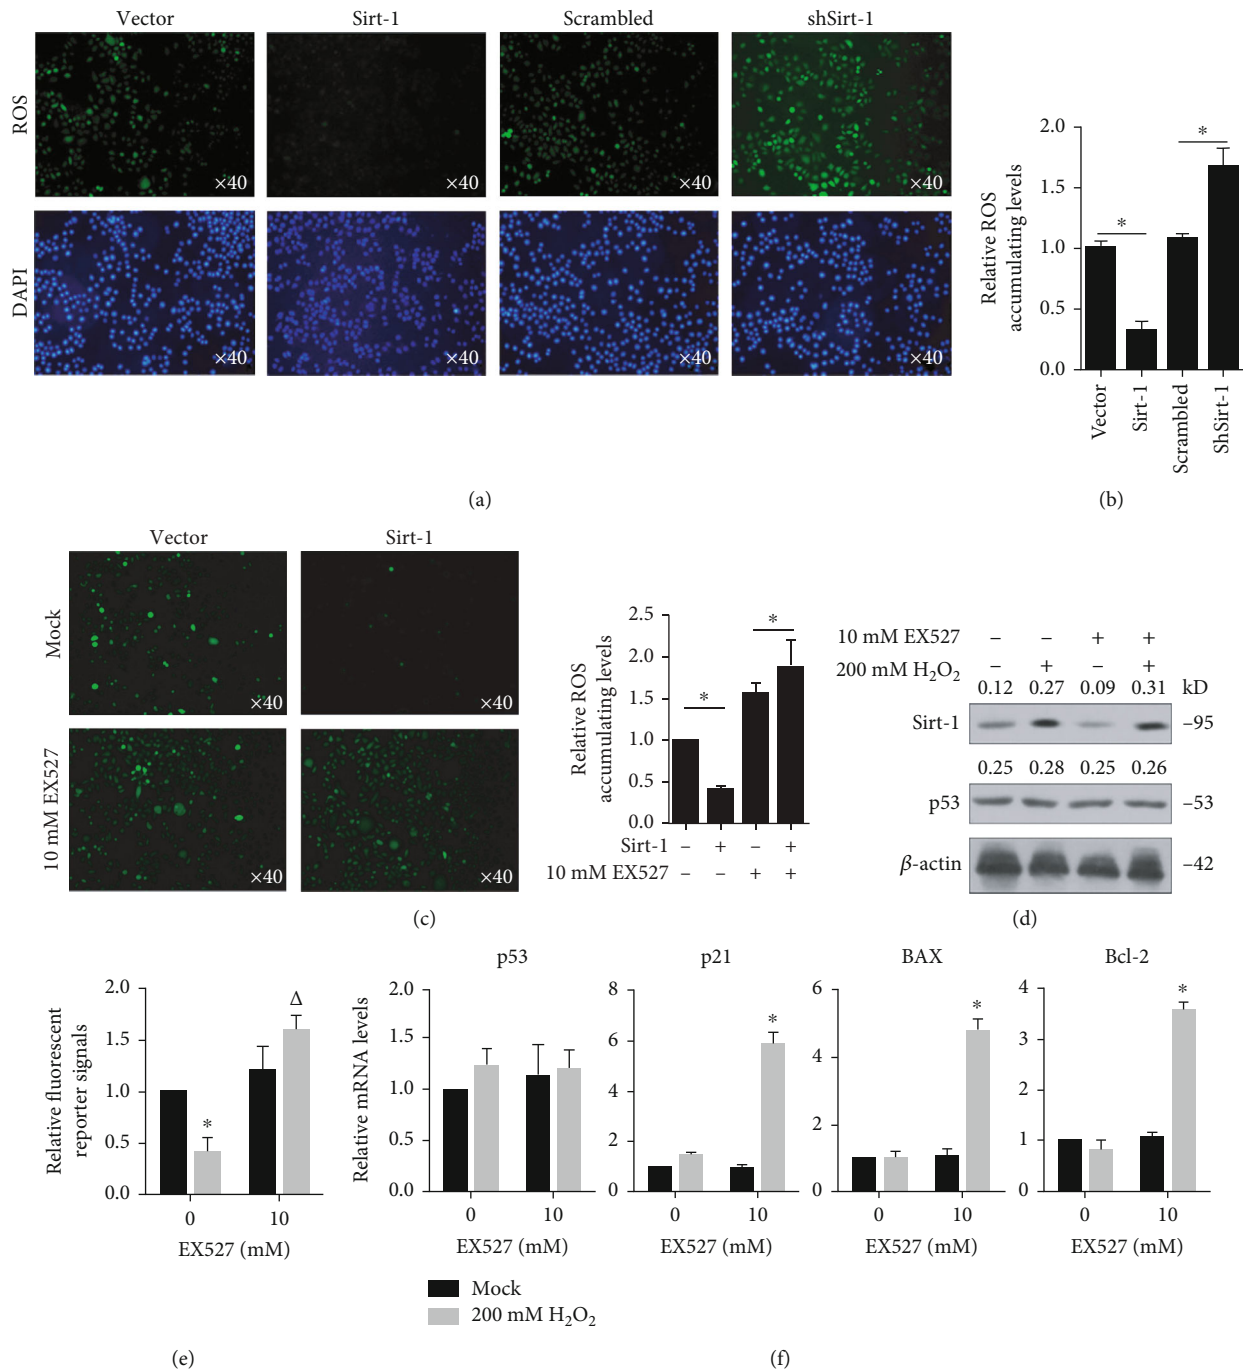 Vector Sirt-1 Scrambled shSirt-1
ROS
×40 ×40 ×40 ×40
DAPI
×40 ×40 ×40 ×40
(a)
Relative ROS
accumulating levels
2.0
1.5
1.0
0.5
0.0
* *
Vector Sirt-1 Scrambled ShSirt-1
(b)
Vector Sirt-1
Mock
×40 ×40
10 mM EX527
×40 ×40
Relative ROS
accumulating levels
2.5
2.0
1.5
1.0
0.5
0.0
* *
Sirt-1 – + – +
10 mM EX527 – – + +
(c)
10 mM EX527 – – + +
200 mM H₂O₂ – + – +
0.12 0.27 0.09 0.31 kD
Sirt-1 –95
0.25 0.28 0.25 0.26
p53 –53
β-actin –42
(d)
Relative fluorescent
reporter signals
2.0
1.5
1.0
0.5
0.0
* Δ
0 10
EX527 (mM)
(e)
Relative mRNA levels
p53
2.0
1.5
1.0
0.5
0.0
0 10
EX527 (mM)
p21
8
6
4
2
0
*
0 10
EX527 (mM)
BAX
6
4
2
0
*
0 10
EX527 (mM)
Bcl-2
4
3
2
1
0
*
0 10
EX527 (mM)
Mock
200 mM H₂O₂
(f)